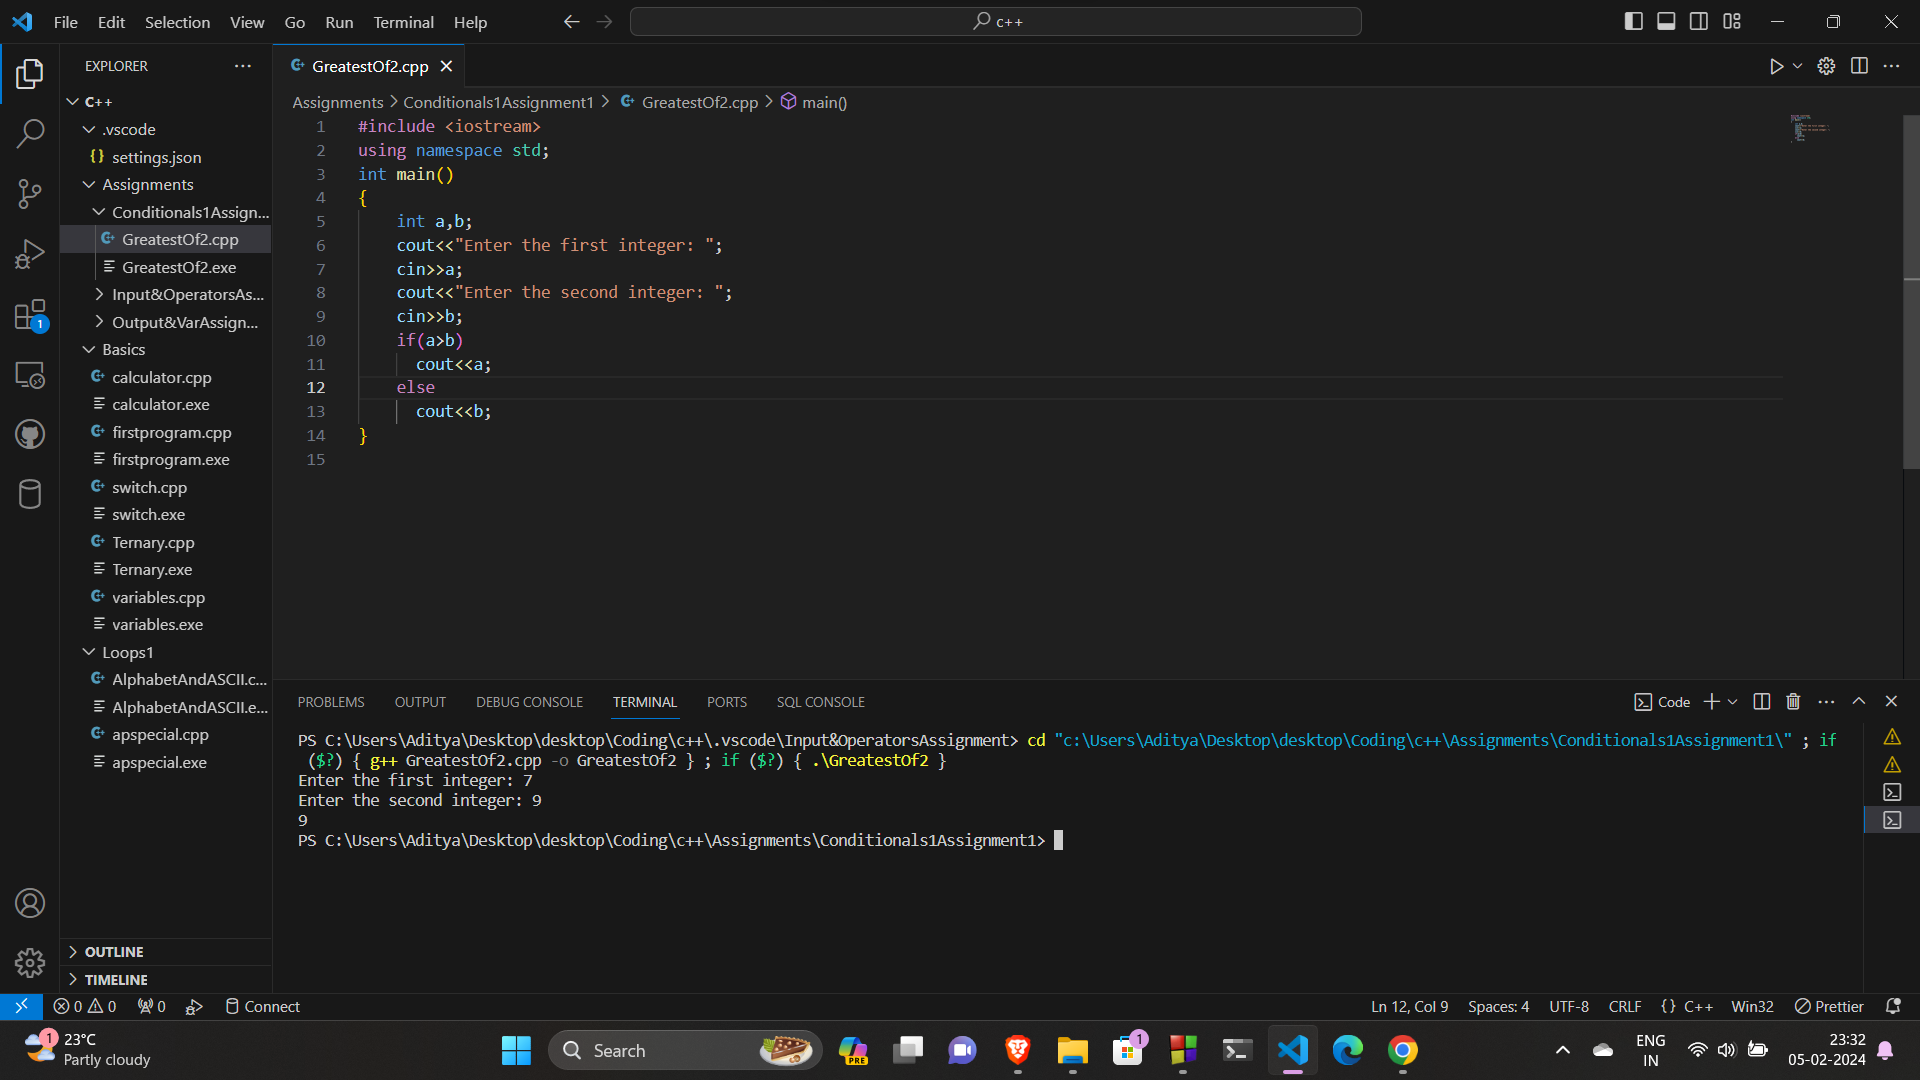 File Edit Selection View Go Run Terminal Help
c++
EXPLORER
C++
.vscode
{} settings.json
Assignments
Conditionals1Assign...
GreatestOf2.cpp
GreatestOf2.exe
Input&OperatorsAs...
Output&VarAssign...
Basics
calculator.cpp
calculator.exe
firstprogram.cpp
firstprogram.exe
switch.cpp
switch.exe
Ternary.cpp
Ternary.exe
variables.cpp
variables.exe
Loops1
AlphabetAndASCII.c...
AlphabetAndASCII.e...
apspecial.cpp
apspecial.exe
OUTLINE
TIMELINE
1
GreatestOf2.cpp
Assignments > Conditionals1Assignment1 > GreatestOf2.cpp > main()
1 #include <iostream>
2 using namespace std;
3 int main()
4 {
5 int a,b;
6 cout<<"Enter the first integer: ";
7 cin>>a;
8 cout<<"Enter the second integer: ";
9 cin>>b;
10 if(a>b)
11 cout<<a;
12 else
13 cout<<b;
14 }
15
PROBLEMS OUTPUT DEBUG CONSOLE TERMINAL PORTS SQL CONSOLE
Code
PS C:\Users\Aditya\Desktop\desktop\Coding\c++\.vscode\Input&OperatorsAssignment> cd "c:\Users\Aditya\Desktop\desktop\Coding\c++\Assignments\Conditionals1Assignment1\" ; if
($?) { g++ GreatestOf2.cpp -o GreatestOf2 } ; if ($?) { .\GreatestOf2 }
Enter the first integer: 7
Enter the second integer: 9
9
PS C:\Users\Aditya\Desktop\desktop\Coding\c++\Assignments\Conditionals1Assignment1>
0 0 0 Connect
Ln 12, Col 9 Spaces: 4 UTF-8 CRLF {} C++ Win32 Prettier
1
23°C
Partly cloudy
Search
PRE
1
ENG
IN
23:32
05-02-2024